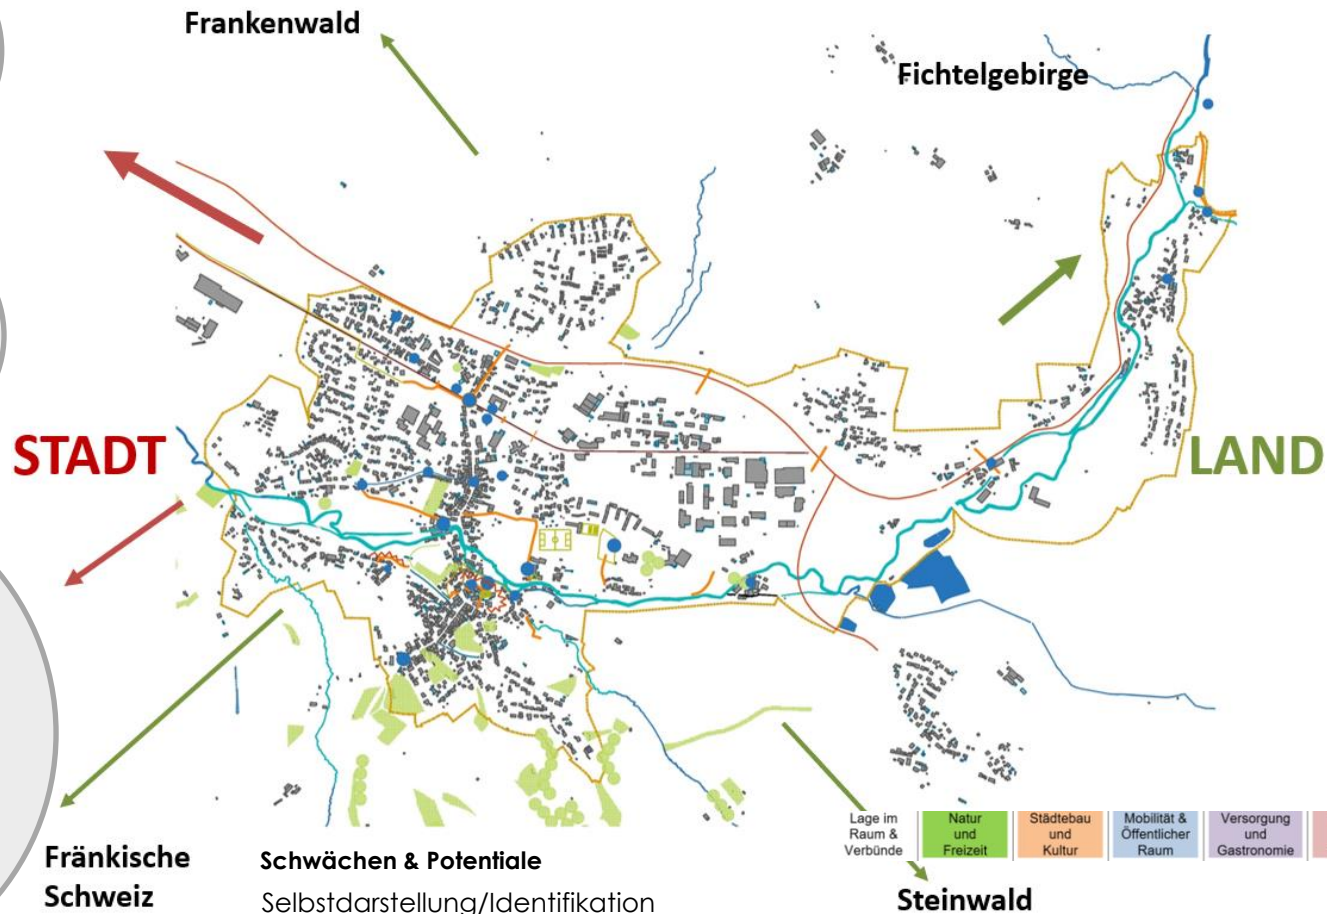 Frankenwald
Fichtelgebirge
STADT
LAND
Lage im
Raum &
Verbünde
Natur
und
Freizeit
Städtebau
und
Kultur
Mobilität &
Öffentlicher
Raum
Versorgung
und
Gastronomie
Fränkische
Schweiz
Schwächen & Potentiale
Selbstdarstellung/Identifikation
Steinwald